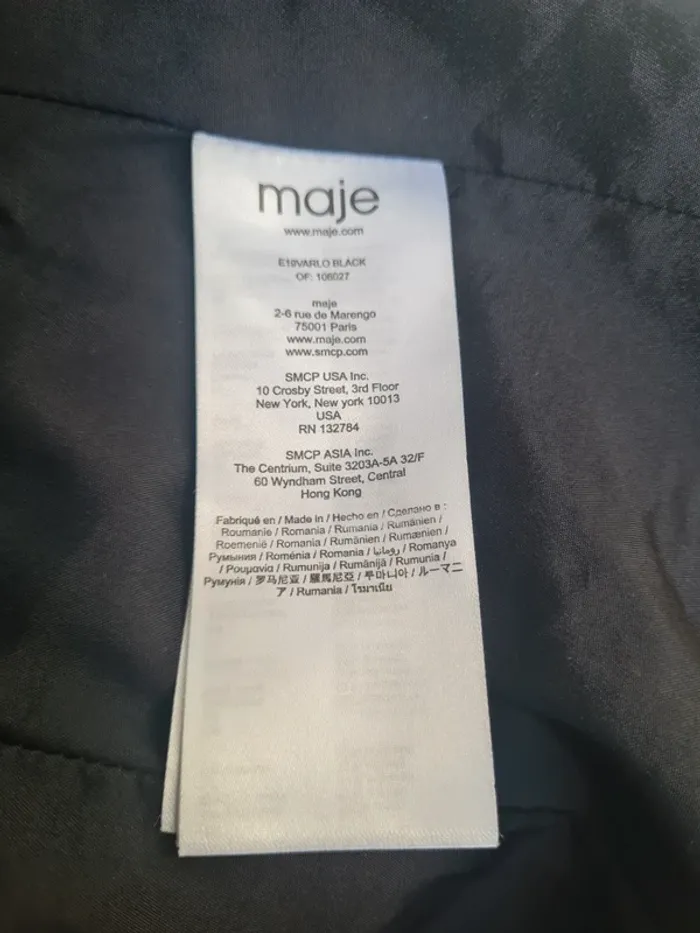 maje
www.maje.com
E19VARLO BLACK
OF: 106027
maje
2-6 rue de Marengo
75001 Paris
www.maje.com
www.smcp.com
SMCP USA Inc.
10 Crosby Street, 3rd Floor
New York, New york 10013
USA
RN 132784
SMCP ASIA Inc.
The Centrium, Suite 3203A-5A 32/F
60 Wyndham Street, Central
Hong Kong
Fabriqué en / Made in / Hecho en / Сделано в :
Roumanie / Romania / Rumania / Rumänien /
Roemenië / Romania / Rumänien / Rumænien /
Румыния / Roménia / Romania / رومانيا / Romanya
/ Ρουμανία / Rumunija / Rumānijā / Rumunia /
Румунія / 罗马尼亚 / 羅馬尼亞 / 루마니아 / ルーマニ
ア / Rumania / โรมาเนีย